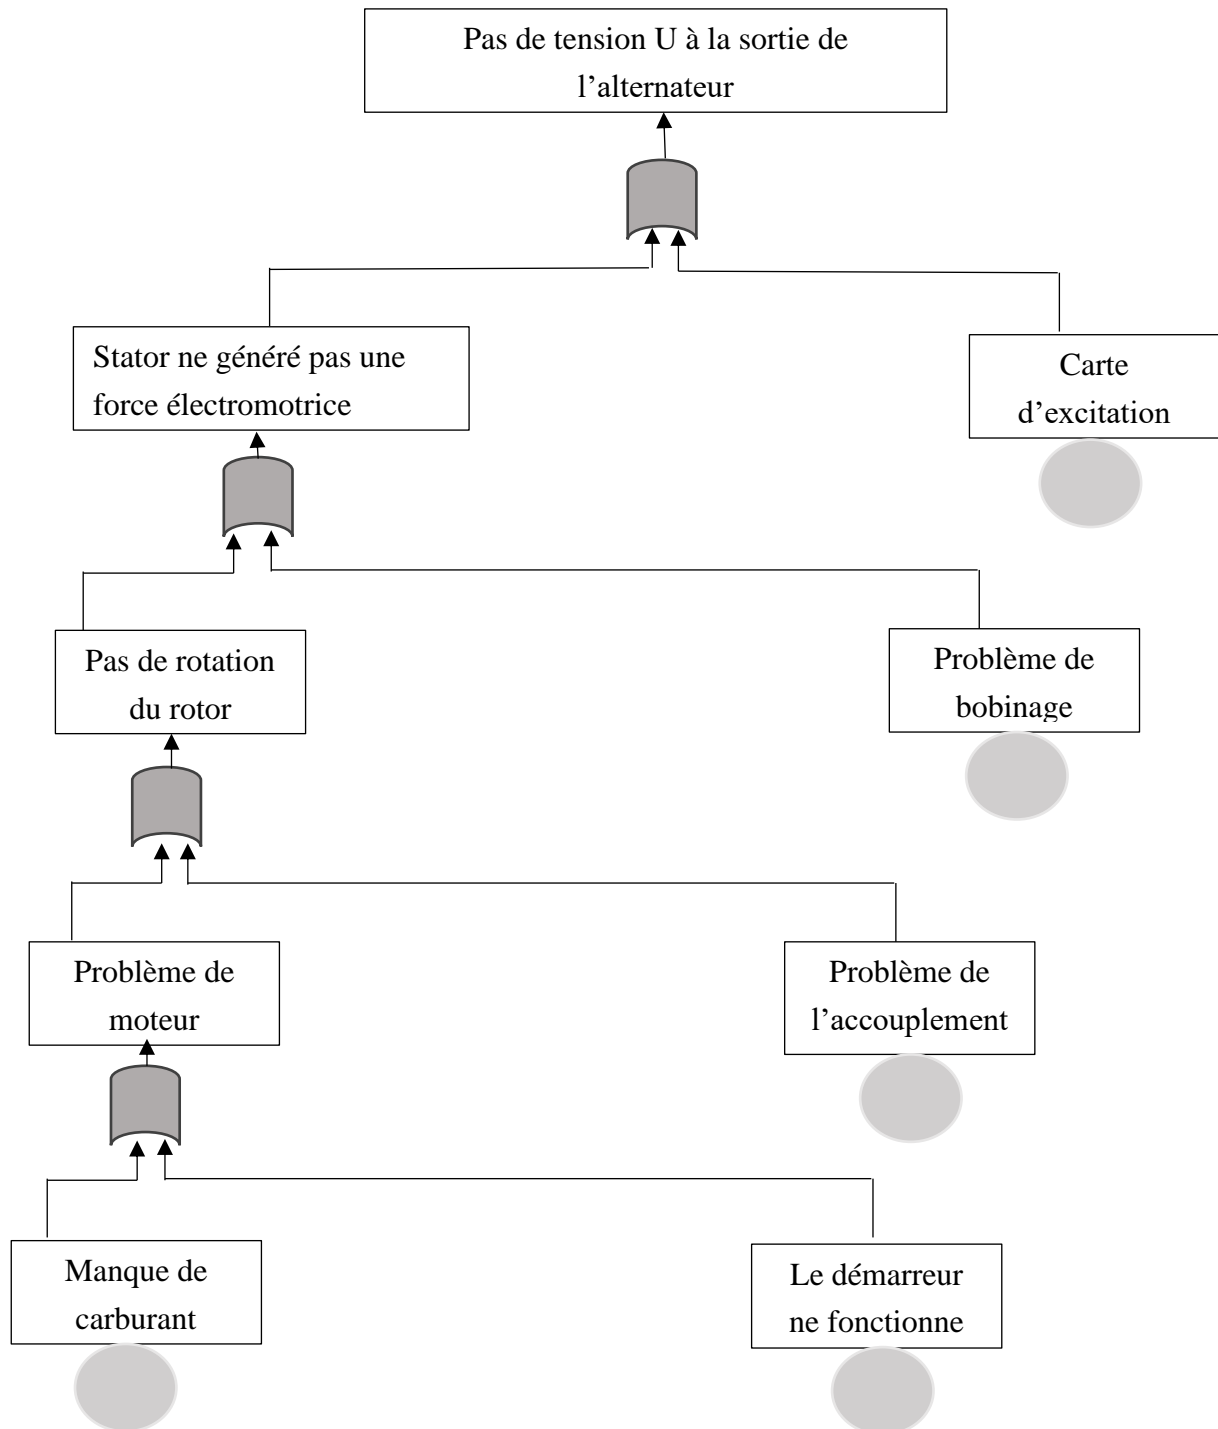 Pas de tension U à la sortie de
l’alternateur
Stator ne généré pas une
force électromotrice
Carte
d’excitation
Pas de rotation
du rotor
Problème de
bobinage
Problème de
moteur
Problème de
l’accouplement
Manque de
carburant
Le démarreur
ne fonctionne